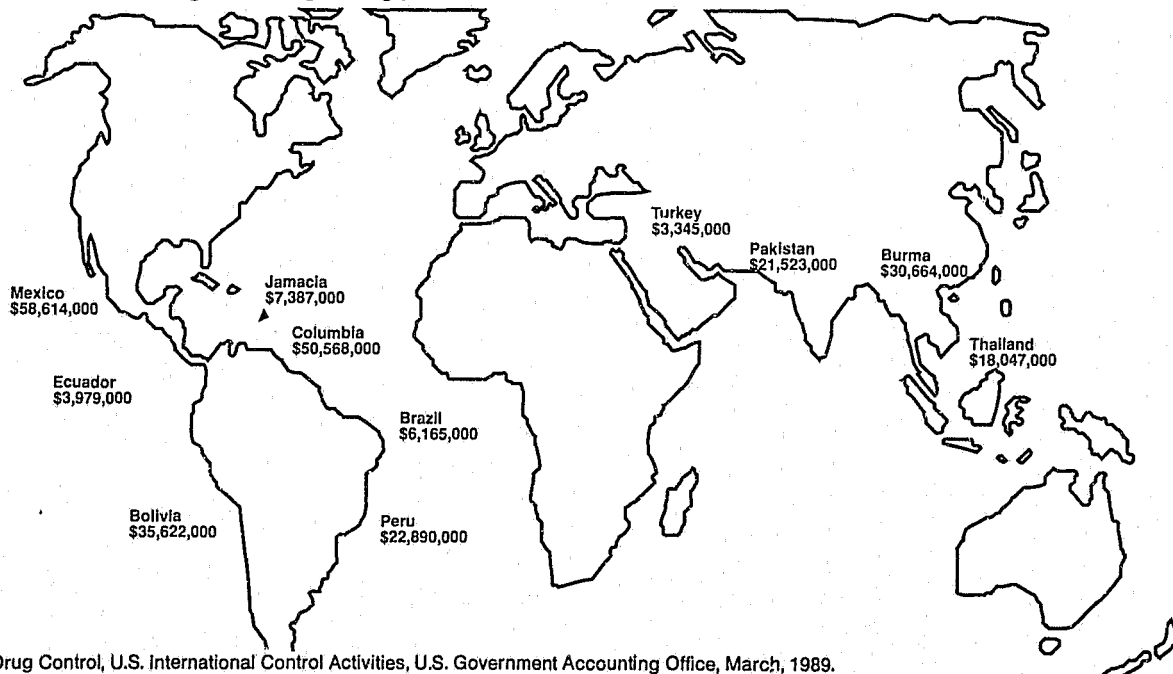 Turkey
$3,345,000
Pakistan
$21,523,000
Burma
$30,664,000
Mexico
$58,614,000
Jamacia
$7,387,000
Columbia
$50,568,000
Thailand
$18,047,000
Ecuador
$3,979,000
Brazil
$6,165,000
Bolivia
$35,622,000
Peru
$22,890,000
Drug Control, U.S. International Control Activities, U.S. Government Accounting Office, March, 1989.